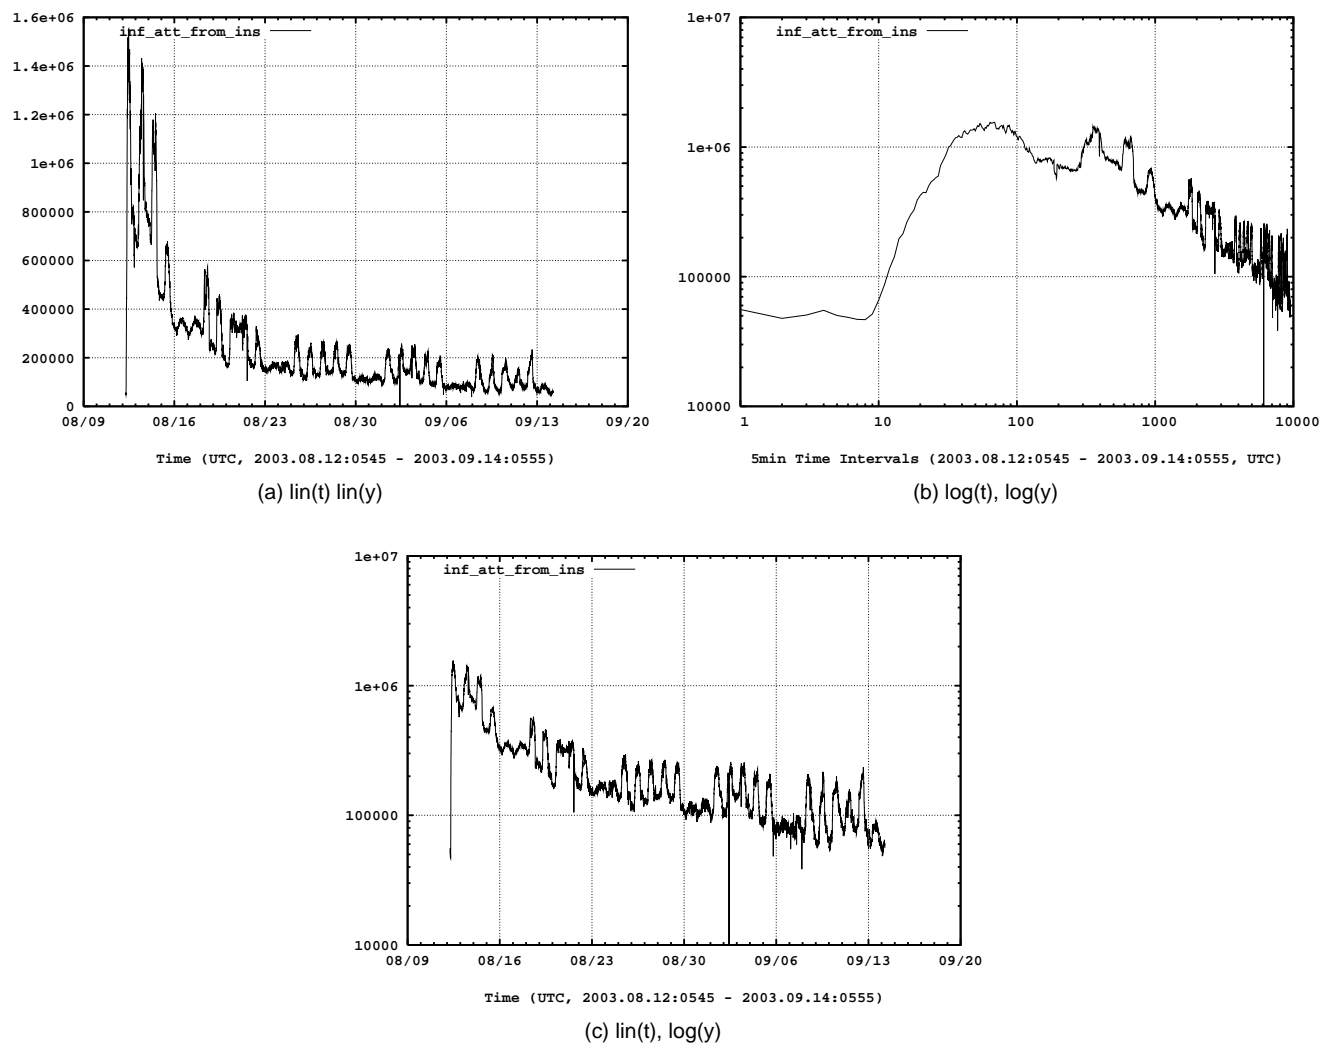 1.6e+06
1.4e+06
1.2e+06
1e+06
800000
600000
400000
200000
0
inf_att_from_ins
08/09 08/16 08/23 08/30 09/06 09/13 09/20
Time (UTC, 2003.08.12:0545 - 2003.09.14:0555)
(a) lin(t) lin(y)
1e+07
1e+06
100000
10000
inf_att_from_ins
1 10 100 1000 10000
5min Time Intervals (2003.08.12:0545 - 2003.09.14:0555, UTC)
(b) log(t), log(y)
1e+07
1e+06
100000
10000
inf_att_from_ins
08/09 08/16 08/23 08/30 09/06 09/13 09/20
Time (UTC, 2003.08.12:0545 - 2003.09.14:0555)
(c) lin(t), log(y)